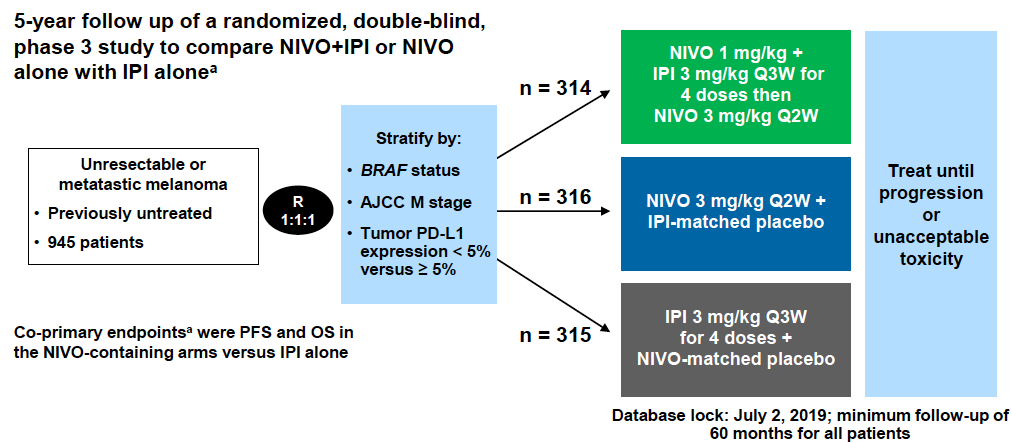 5-year follow up of a randomized, double-blind,
phase 3 study to compare NIVO+IPI or NIVO
alone with IPI aloneᵃ
Unresectable or
metatastic melanoma
• Previously untreated
• 945 patients
R
1:1:1
Stratify by:
• BRAF status
• AJCC M stage
• Tumor PD-L1
expression < 5%
versus ≥ 5%
n = 314
n = 316
n = 315
NIVO 1 mg/kg +
IPI 3 mg/kg Q3W for
4 doses then
NIVO 3 mg/kg Q2W
NIVO 3 mg/kg Q2W +
IPI-matched placebo
IPI 3 mg/kg Q3W
for 4 doses +
NIVO-matched placebo
Treat until
progression
or
unacceptable
toxicity
Co-primary endpointsᵃ were PFS and OS in
the NIVO-containing arms versus IPI alone
Database lock: July 2, 2019; minimum follow-up of
60 months for all patients